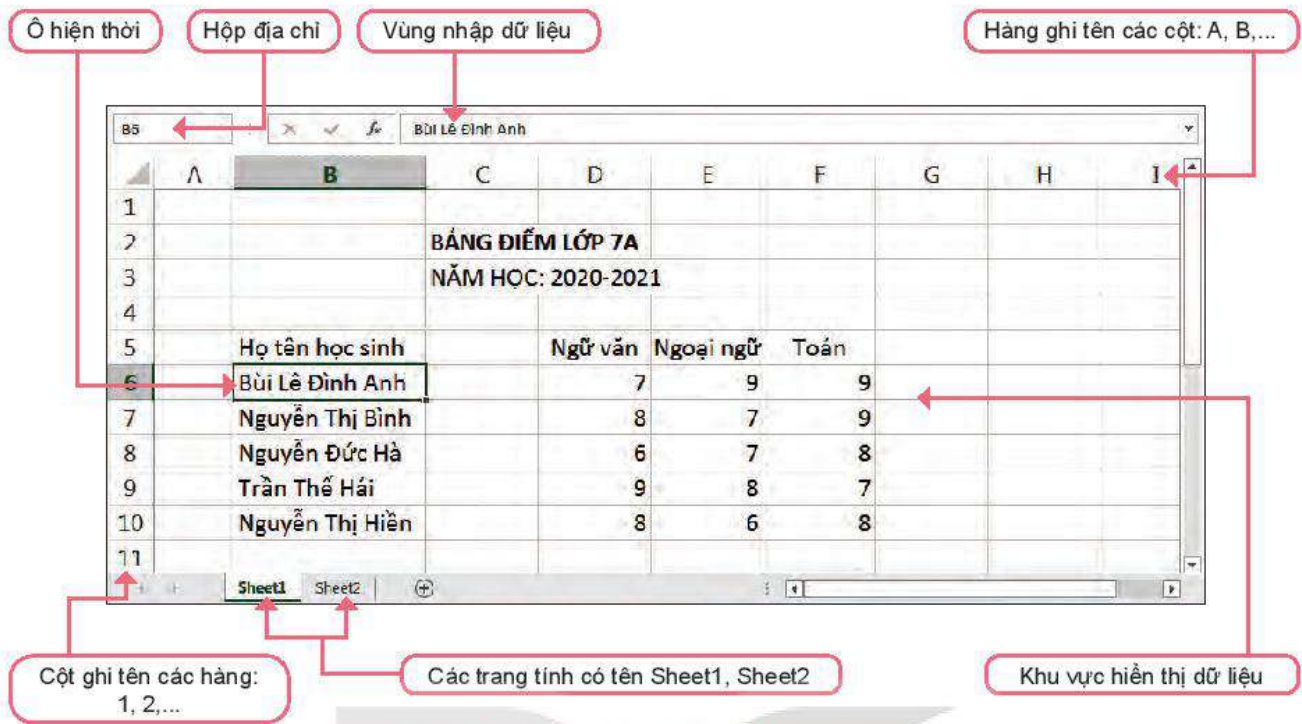 Ô hiện thời Hộp địa chỉ Vùng nhập dữ liệu Hàng ghi tên các cột: A, B,...
B6 fx Bùi Lê Đình Anh
A B C D E F G H I
1
2 BẢNG ĐIỂM LỚP 7A
3 NĂM HỌC: 2020-2021
4
5 Họ tên học sinh Ngữ văn Ngoại ngữ Toán
6 Bùi Lê Đình Anh 7 9 9
7 Nguyễn Thị Bình 8 7 9
8 Nguyễn Đức Hà 6 7 8
9 Trần Thế Hải 9 8 7
10 Nguyễn Thị Hiền 8 6 8
11
Sheet1 Sheet2
Cột ghi tên các hàng:
1, 2,...
Các trang tính có tên Sheet1, Sheet2
Khu vực hiển thị dữ liệu